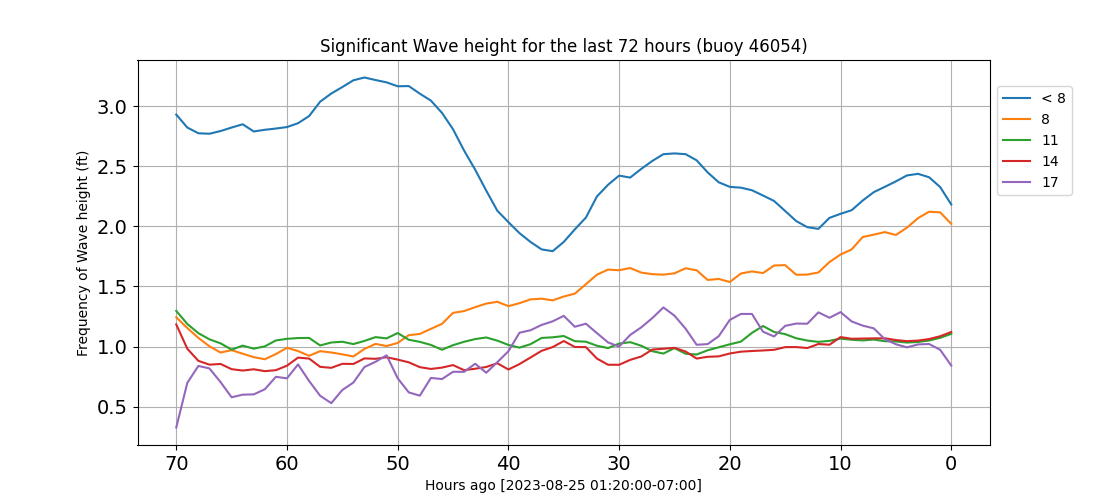 Significant Wave height for the last 72 hours (buoy 46054)
Frequency of Wave height (ft)
3.0
2.5
2.0
1.5
1.0
0.5
70 60 50 40 30 20 10 0
Hours ago [2023-08-25 01:20:00-07:00]
< 8
8
11
14
17